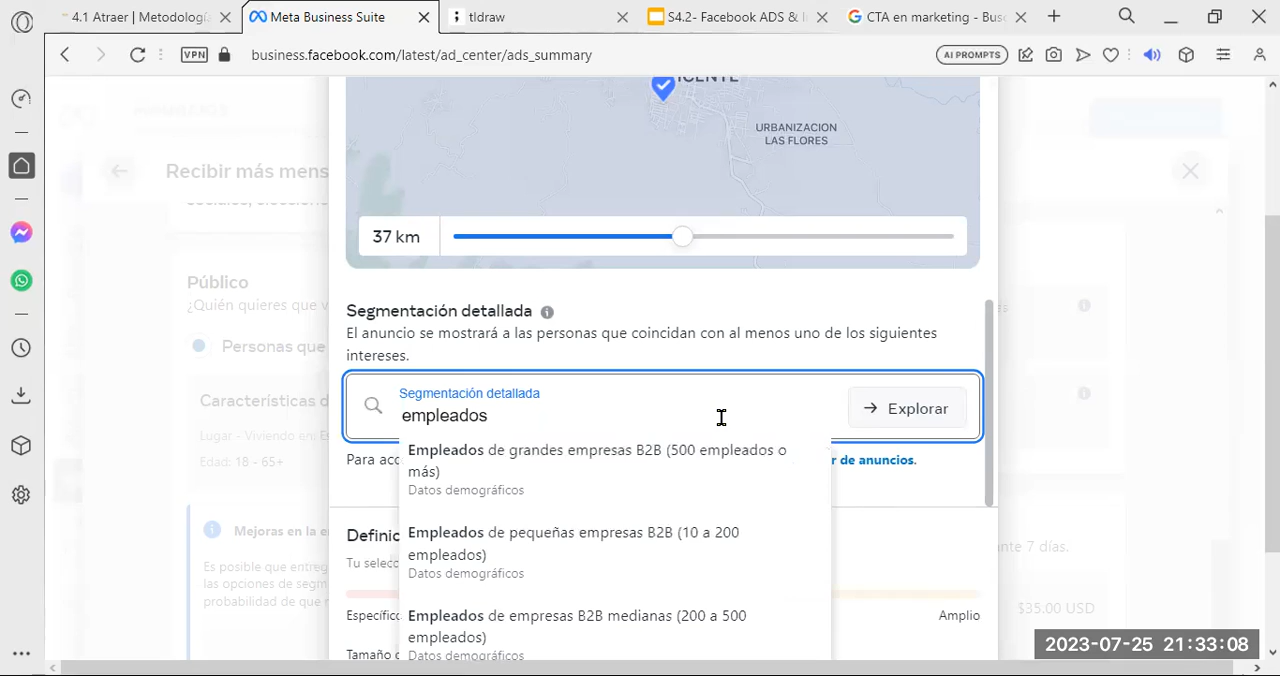 4.1 Atraer | Metodologí
Meta Business Suite
tldraw
S4.2- Facebook ADS & I
CTA en marketing - Bus
VPN
business.facebook.com/latest/ad_center/ads_summary
AI PROMPTS
ICENTE
URBANIZACION
LAS FLORES
Recibir más mens
37 km
Público
¿Quién quieres que v
Personas que
Características d
Lugar - Viviendo en: Es
Edad: 18 - 65+
Mejoras en la e
Es posible que entreg
las opciones de segm
probabilidad de que r
Segmentación detallada
El anuncio se mostrará a las personas que coincidan con al menos uno de los siguientes
intereses.
Segmentación detallada
empleados
Explorar
Para acc
r de anuncios.
Empleados de grandes empresas B2B (500 empleados o
más)
Datos demográficos
Empleados de pequeñas empresas B2B (10 a 200
empleados)
Datos demográficos
Empleados de empresas B2B medianas (200 a 500
empleados)
Datos demográficos
Definic
Tu selecc
Específic
Amplio
Tamaño d
ante 7 días.
$35.00 USD
2023-07-25 21:33:08